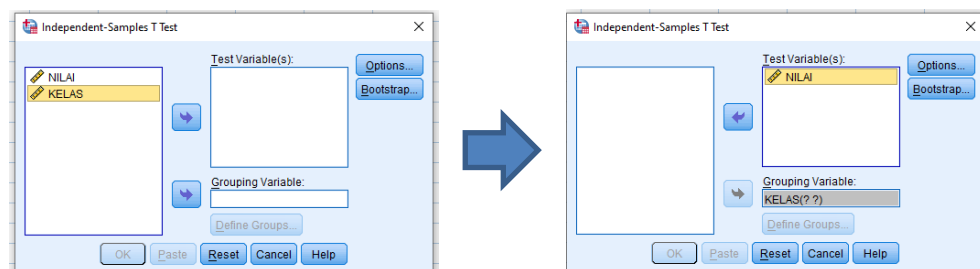 Independent-Samples T Test
Test Variable(s):
NILAI
KELAS
Options...
Bootstrap...
Grouping Variable:
Define Groups...
OK Paste Reset Cancel Help
Independent-Samples T Test
Test Variable(s):
NILAI
Options...
Bootstrap...
Grouping Variable:
KELAS(? ?)
Define Groups...
OK Paste Reset Cancel Help